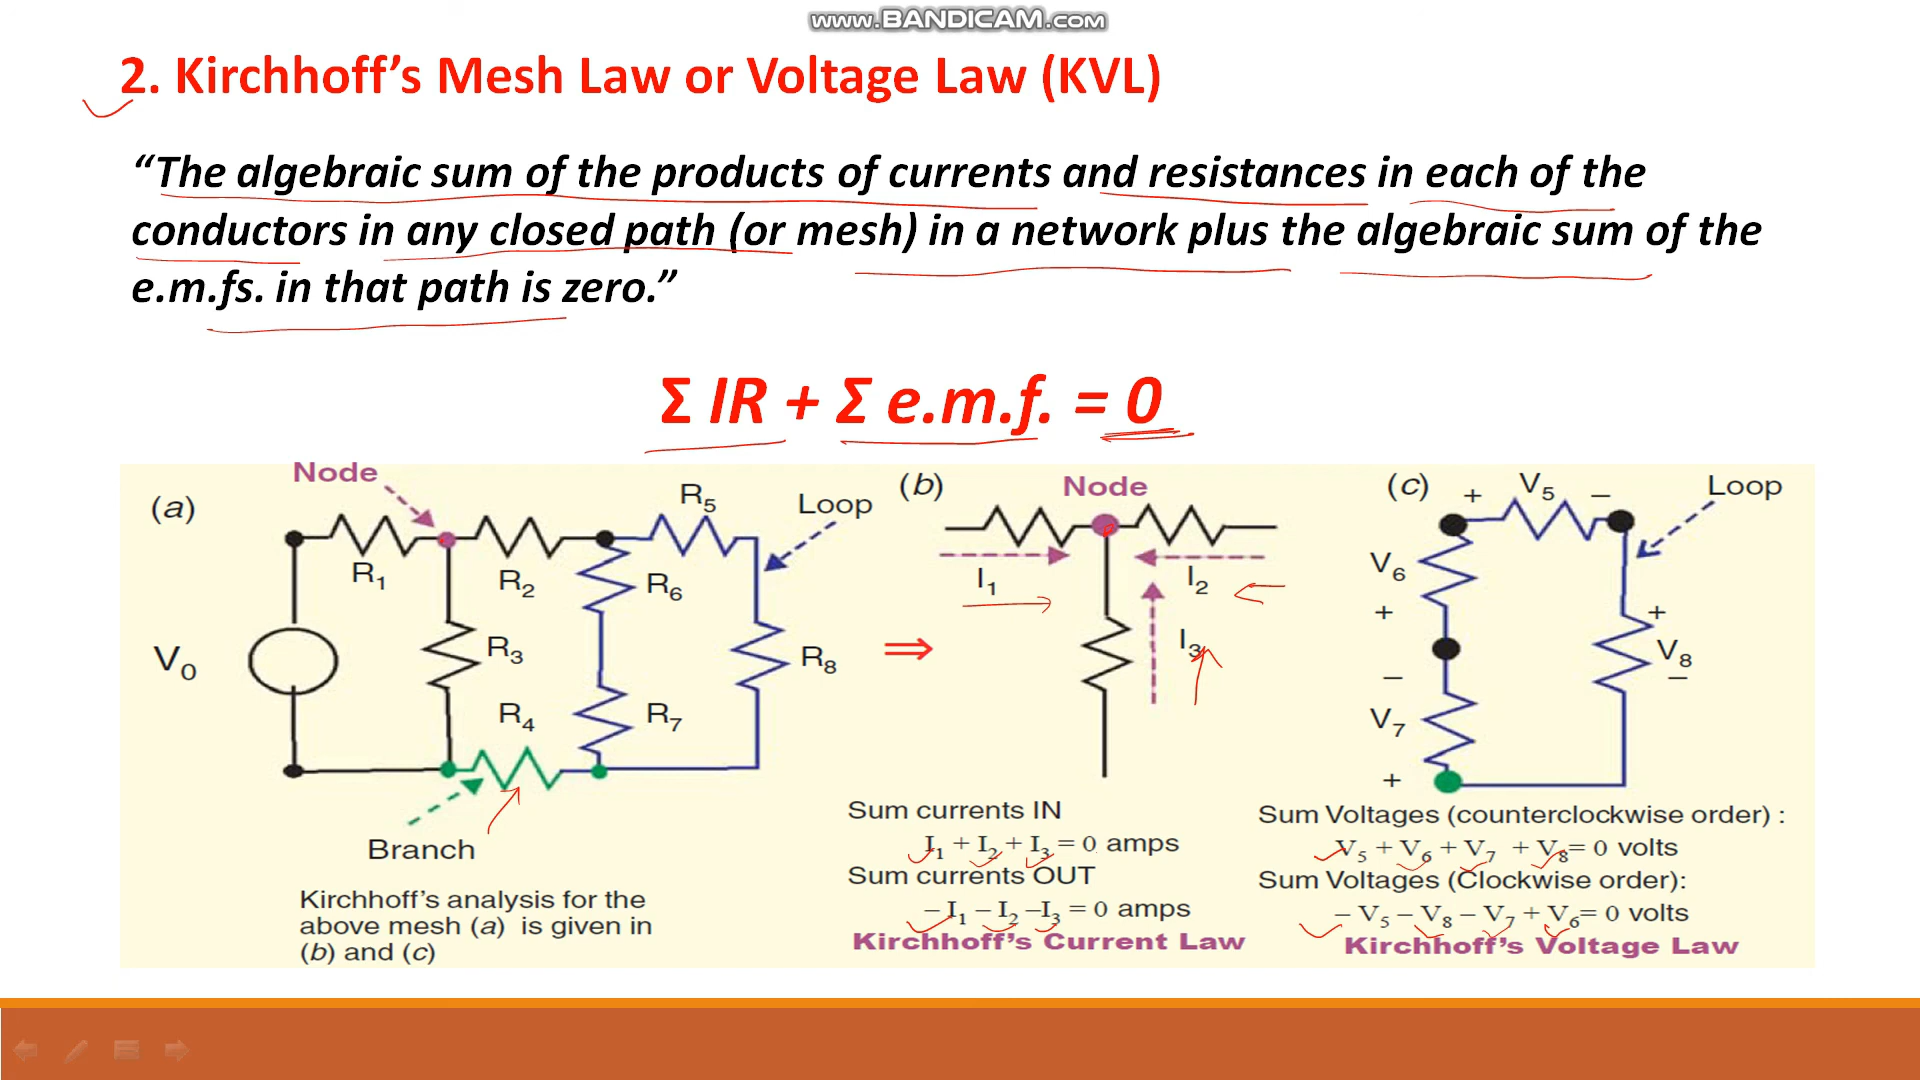 www.BANDICAM.com
2. Kirchhoff’s Mesh Law or Voltage Law (KVL)
“The algebraic sum of the products of currents and resistances in each of the
conductors in any closed path (or mesh) in a network plus the algebraic sum of the
e.m.fs. in that path is zero.”
Σ IR + Σ e.m.f. = 0
(a)
Node
R1
R2
R5
Loop
R6
V0
R3
R8
R4
R7
Branch
Kirchhoff’s analysis for the
above mesh (a) is given in
(b) and (c)
⇒
(b)
Node
I1
I2
I3
Sum currents IN
I1 + I2 + I3 = 0 amps
Sum currents OUT
– I1 – I2 –I3 = 0 amps
Kirchhoff’s Current Law
(c)
+ V5 –
Loop
V6
+
+
V8
–
–
V7
+
Sum Voltages (counterclockwise order) :
V5 + V6 + V7 + V8= 0 volts
Sum Voltages (Clockwise order):
– V5 – V8 – V7 + V6= 0 volts
Kirchhoff’s Voltage Law